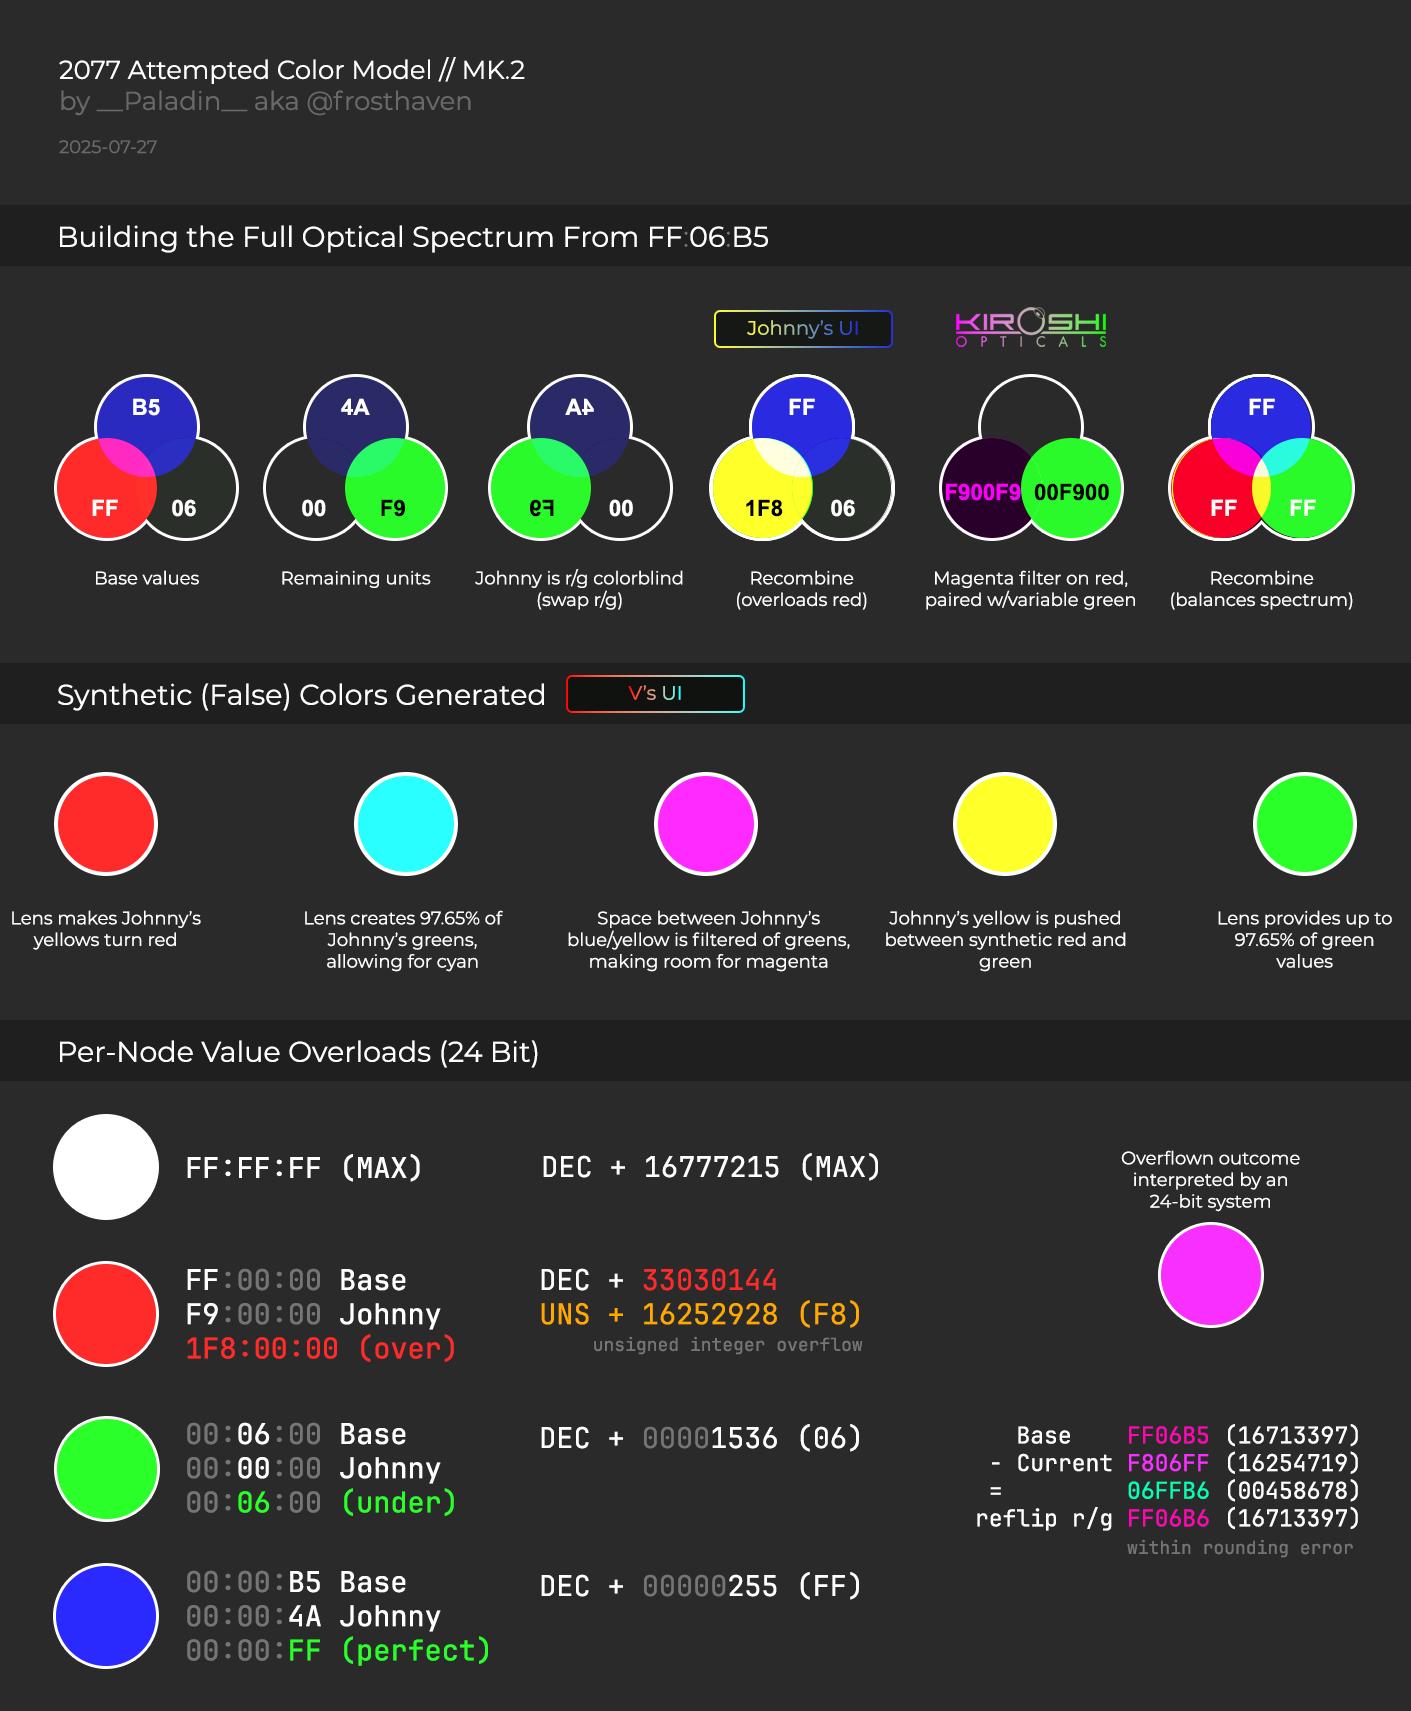 2077 Attempted Color Model // MK.2
by __Paladin__ aka @frosthaven
2025-07-27
Building the Full Optical Spectrum From FF:06:B5
Johnny's UI
KIROSHI
OPTICALS
B5
FF
06
4A
00
F9
4A
F9
00
FF
1F8
06
F900F9
00F900
FF
FF
FF
Base values
Remaining units
Johnny is r/g colorblind
(swap r/g)
Recombine
(overloads red)
Magenta filter on red,
paired w/variable green
Recombine
(balances spectrum)
Synthetic (False) Colors Generated
V's UI
Lens makes Johnny's
yellows turn red
Lens creates 97.65% of
Johnny's greens,
allowing for cyan
Space between Johnny's
blue/yellow is filtered of greens,
making room for magenta
Johnny's yellow is pushed
between synthetic red and
green
Lens provides up to
97.65% of green
values
Per-Node Value Overloads (24 Bit)
FF:FF:FF (MAX)
DEC + 16777215 (MAX)
Overflown outcome
interpreted by an
24-bit system
FF:00:00 Base
F9:00:00 Johnny
1F8:00:00 (over)
DEC + 33030144
UNS + 16252928 (F8)
unsigned integer overflow
00:06:00 Base
00:00:00 Johnny
00:06:00 (under)
DEC + 00001536 (06)
Base FF06B5 (16713397)
- Current F806FF (16254719)
= 06FFB6 (00458678)
reflip r/g FF06B6 (16713397)
within rounding error
00:00:B5 Base
00:00:4A Johnny
00:00:FF (perfect)
DEC + 00000255 (FF)